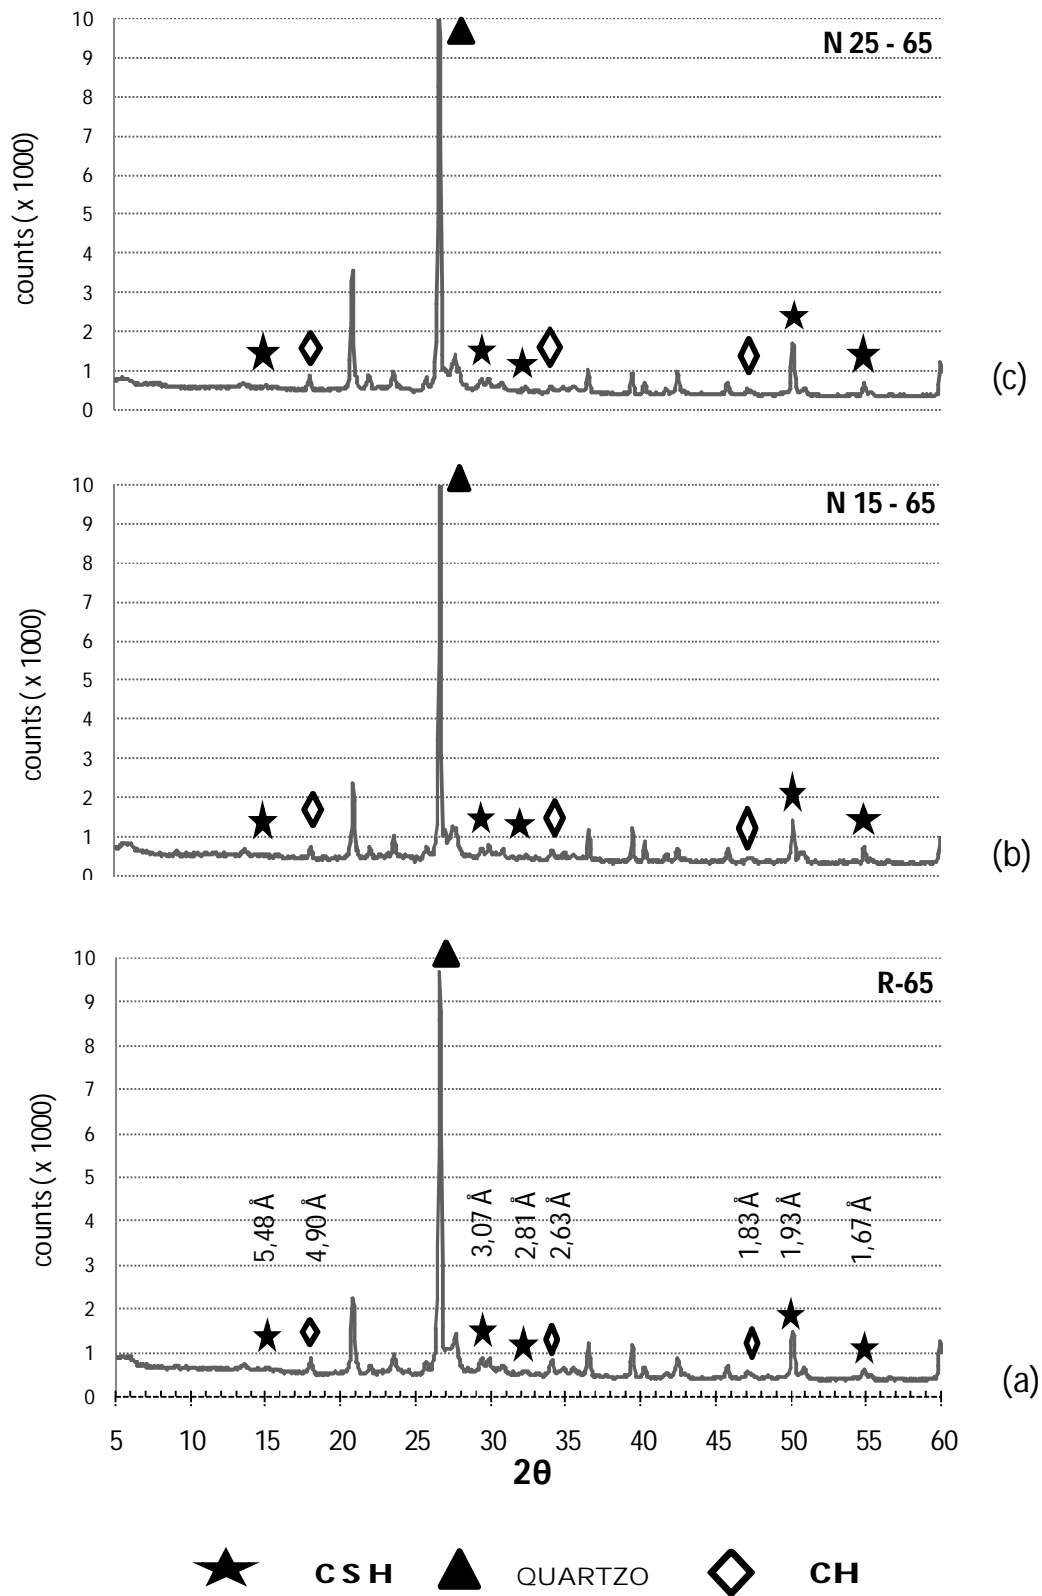 10
N 25 - 65
9
8
7
6
5
4
3
2
1
0
counts ( x 1000)
(c)
10
N 15 - 65
9
8
7
6
5
4
3
2
1
0
counts ( x 1000)
(b)
10
R-65
9
8
7
6
5
4
3
2
1
0
counts ( x 1000)
5,48 Å
4,90 Å
3,07 Å
2,81 Å
2,63 Å
1,83 Å
1,93 Å
1,67 Å
(a)
5 10 15 20 25 30 35 40 45 50 55 60
2θ
CSH QUARTZO CH